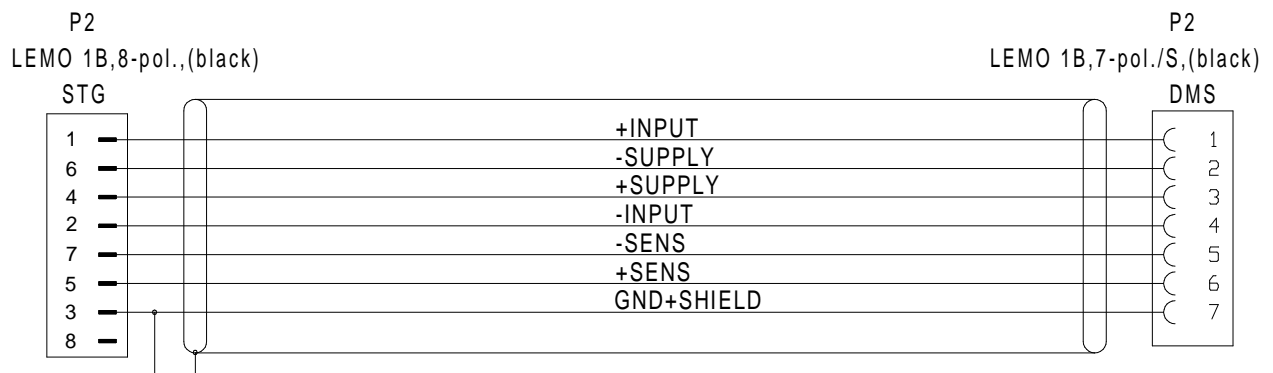 P2
LEMO 1B,8-pol.,(black)
STG
P2
LEMO 1B,7-pol./S,(black)
DMS
1 +INPUT 1
6 -SUPPLY 2
4 +SUPPLY 3
2 -INPUT 4
7 -SENS 5
5 +SENS 6
3 GND+SHIELD 7
8